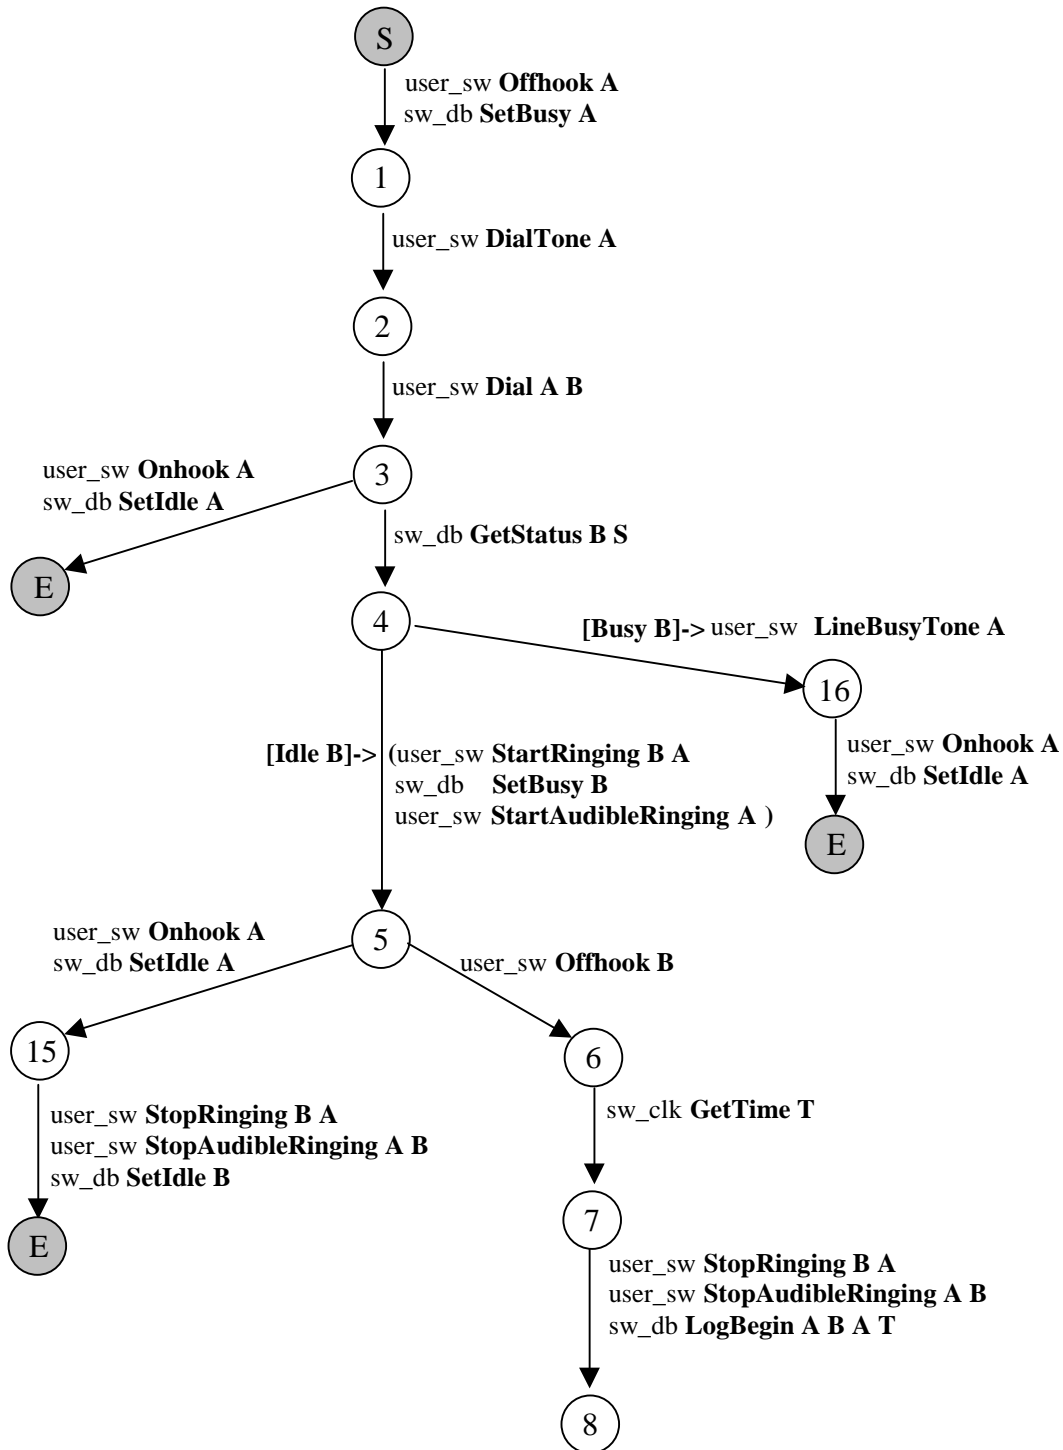 S
user_sw Offhook A
sw_db SetBusy A
1
user_sw DialTone A
2
user_sw Dial A B
3
user_sw Onhook A
sw_db SetIdle A
sw_db GetStatus B S
E
4
[Busy B]-> user_sw LineBusyTone A
16
[Idle B]-> (user_sw StartRinging B A
sw_db SetBusy B
user_sw StartAudibleRinging A )
user_sw Onhook A
sw_db SetIdle A
E
5
user_sw Onhook A
sw_db SetIdle A
user_sw Offhook B
15
6
user_sw StopRinging B A
user_sw StopAudibleRinging A B
sw_db SetIdle B
sw_clk GetTime T
E
7
user_sw StopRinging B A
user_sw StopAudibleRinging A B
sw_db LogBegin A B A T
8